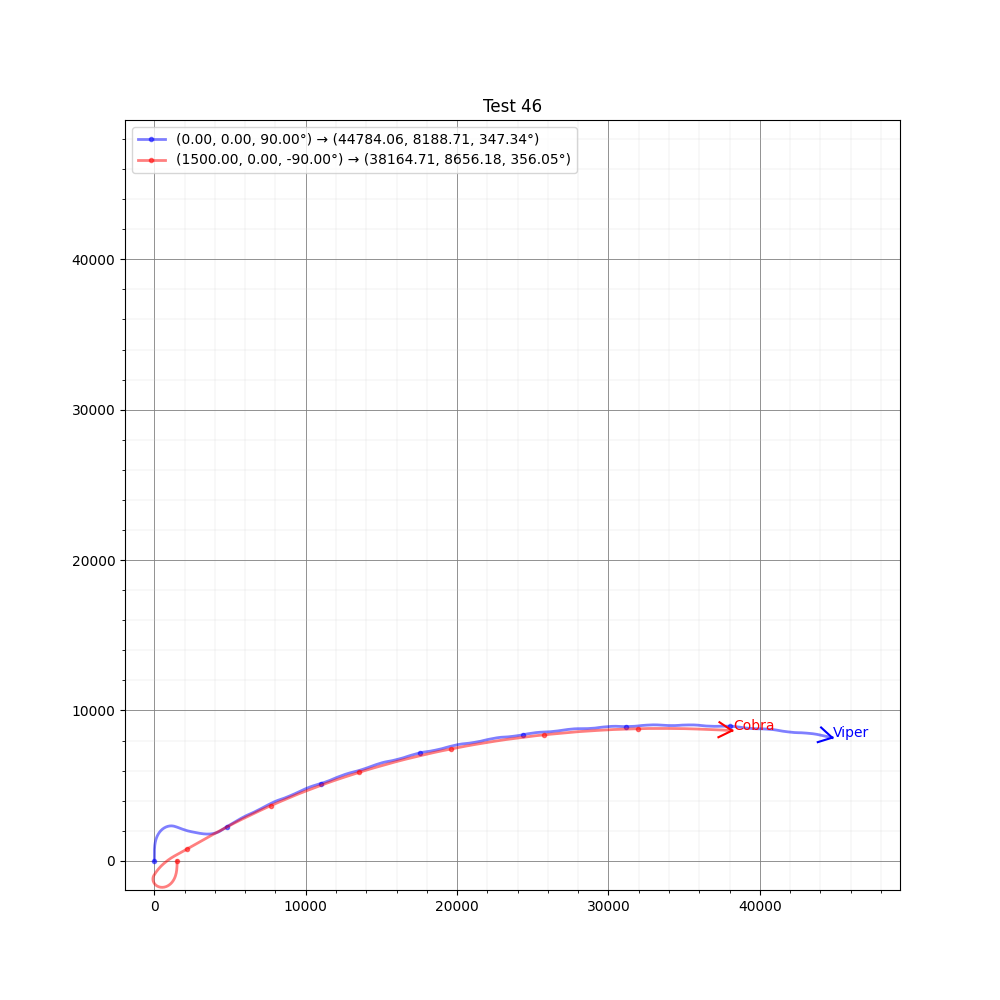 Test 46
(0.00, 0.00, 90.00°) → (44784.06, 8188.71, 347.34°)
(1500.00, 0.00, -90.00°) → (38164.71, 8656.18, 356.05°)
40000
30000
20000
10000
0
Cobra
Viper
0 10000 20000 30000 40000